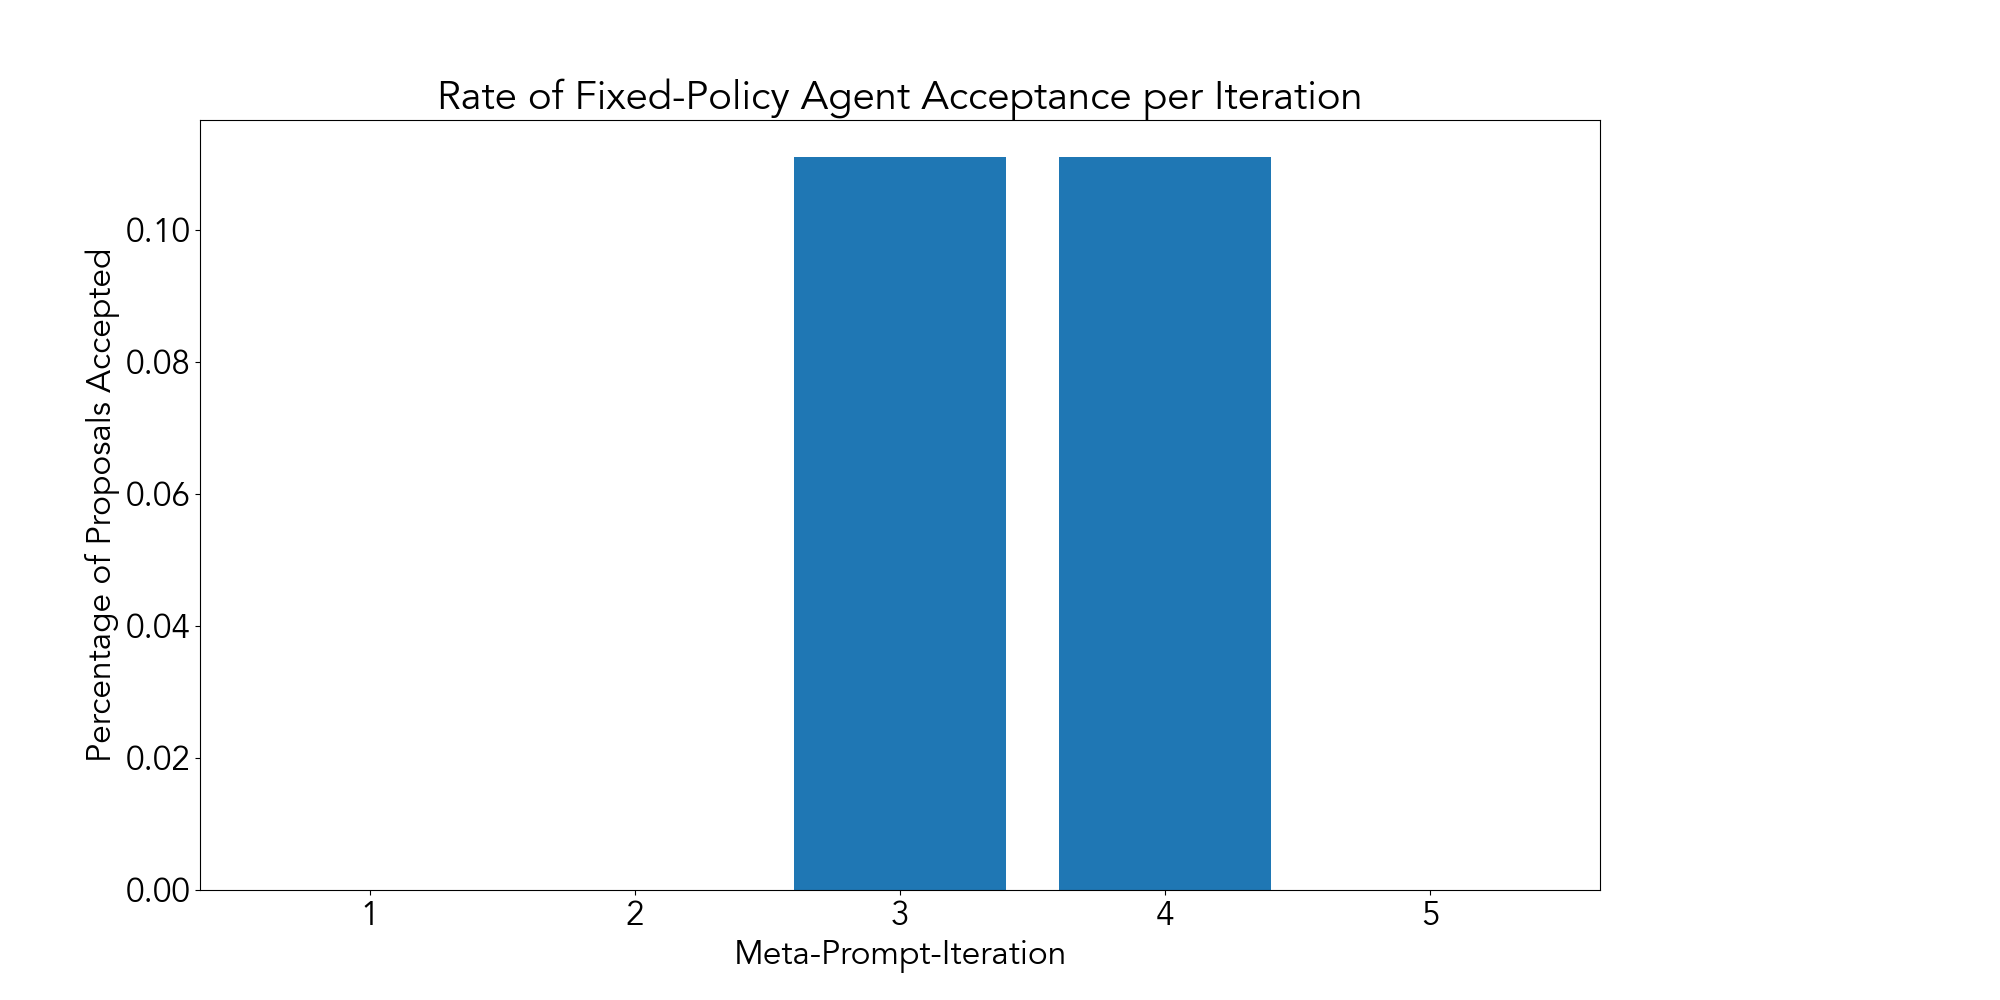 Rate of Fixed-Policy Agent Acceptance per Iteration
Percentage of Proposals Accepted
0.10
0.08
0.06
0.04
0.02
0.00
1 2 3 4 5
Meta-Prompt-Iteration